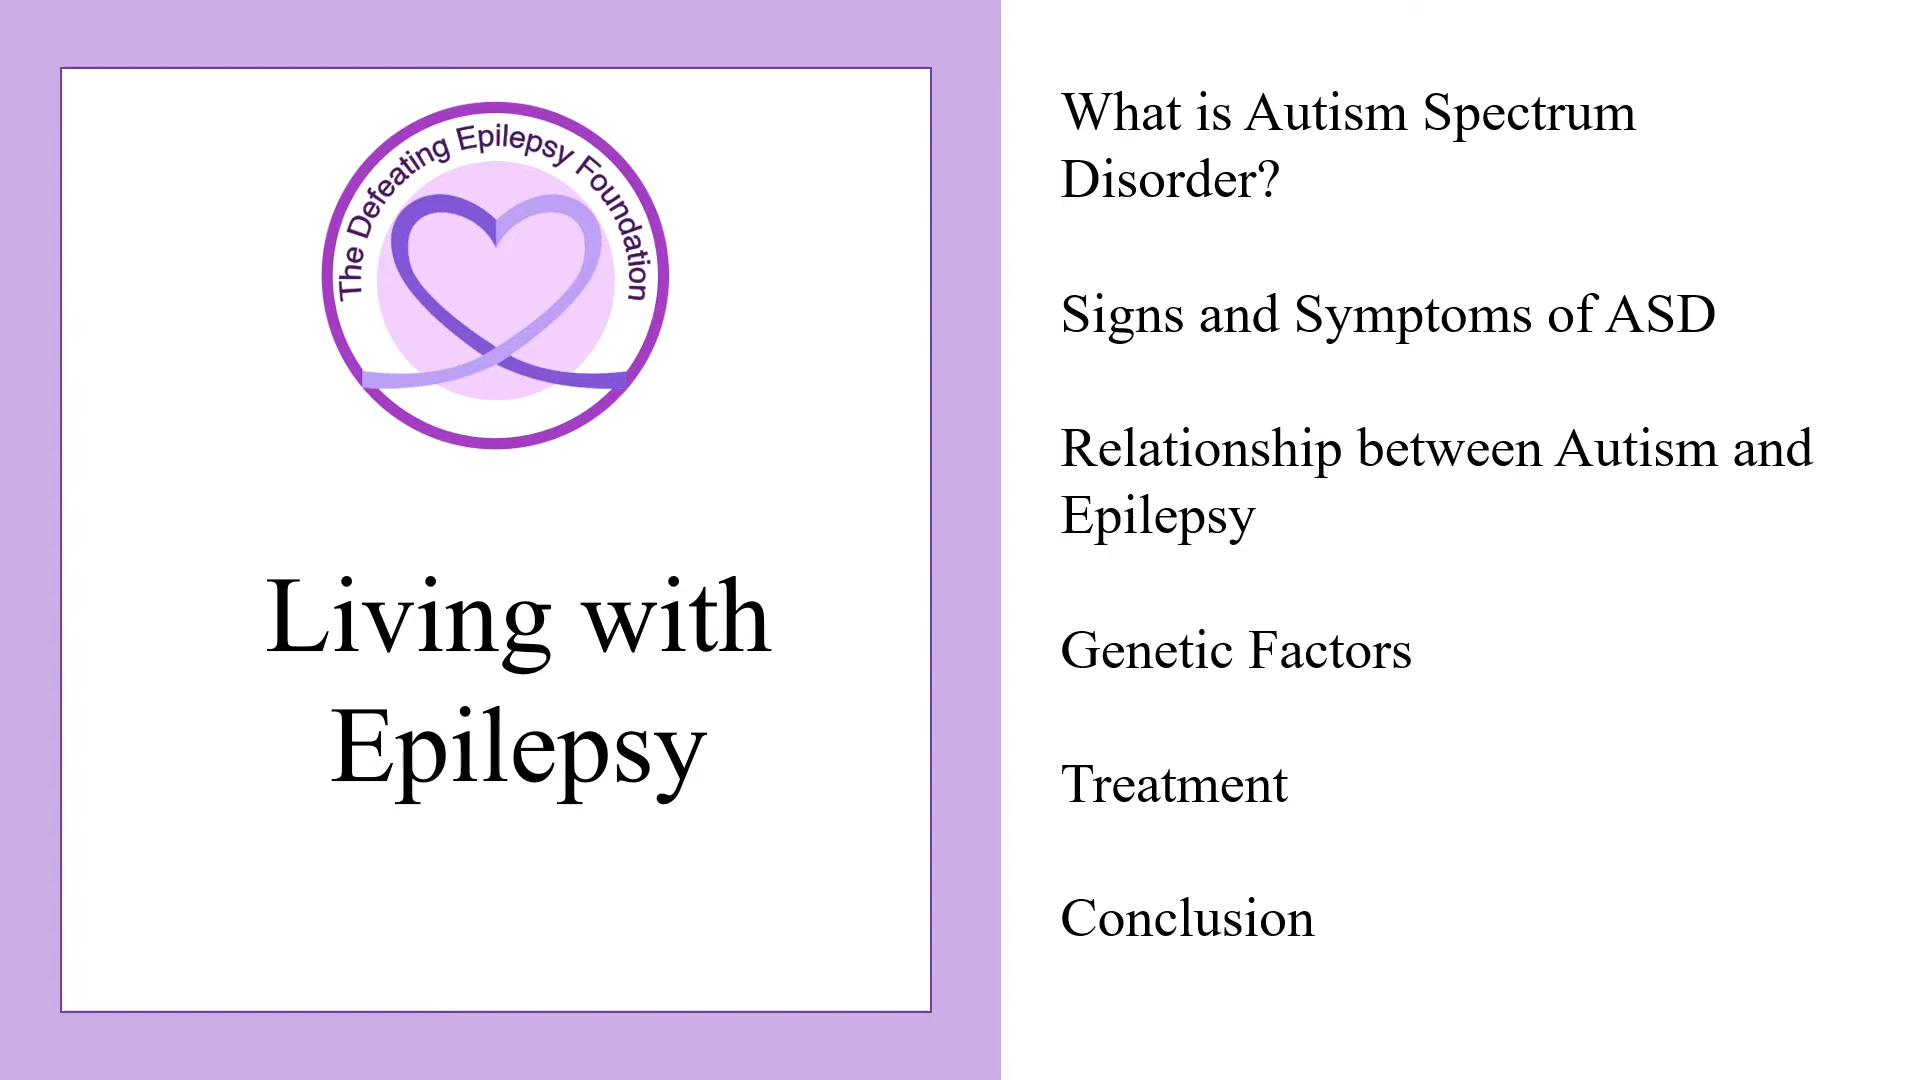 The Defeating Epilepsy Foundation
Living with
Epilepsy
What is Autism Spectrum
Disorder?
Signs and Symptoms of ASD
Relationship between Autism and
Epilepsy
Genetic Factors
Treatment
Conclusion